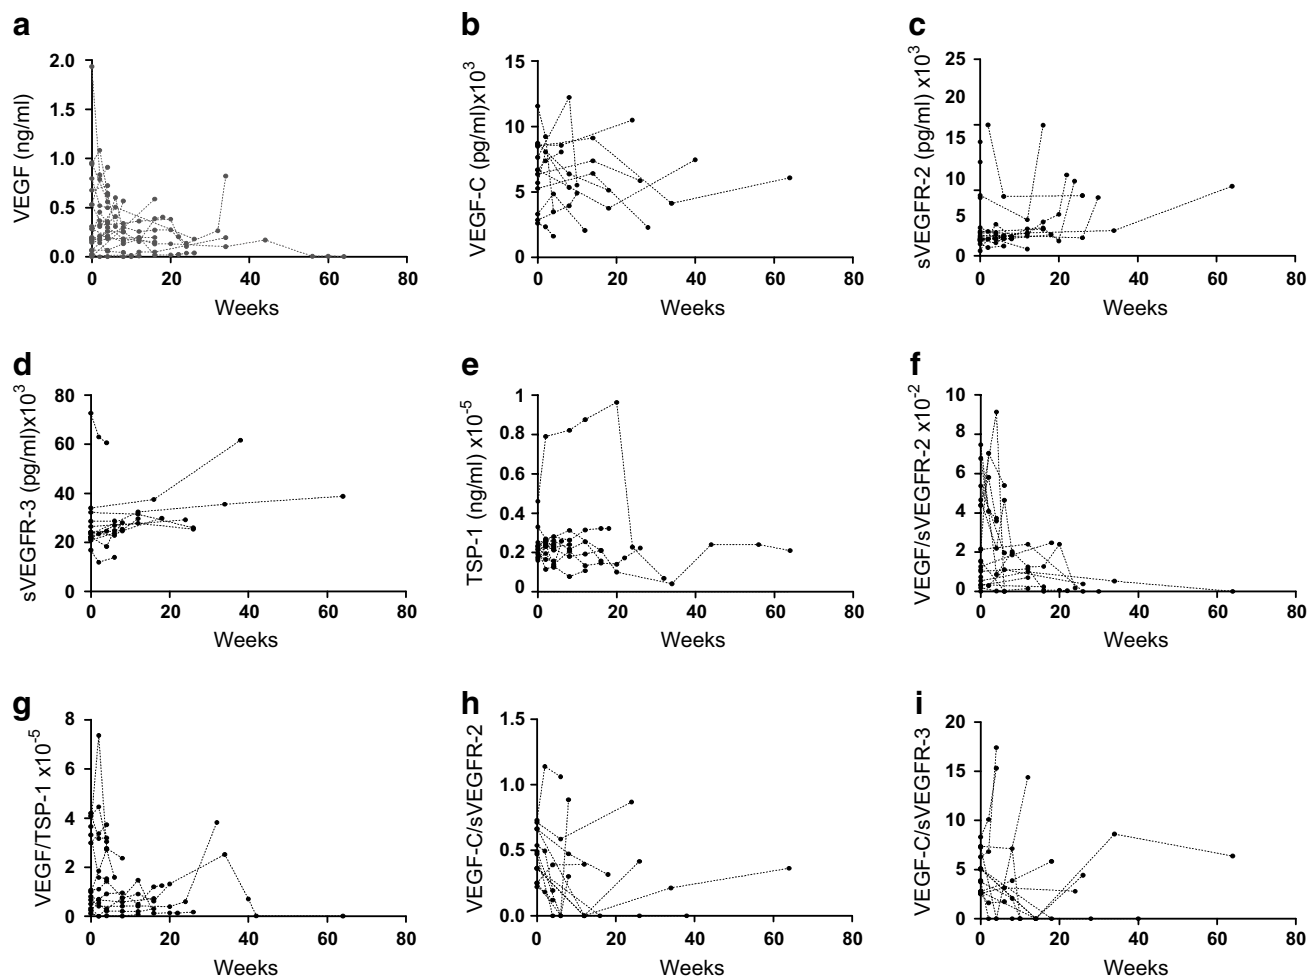 a
b
c
VEGF (ng/ml)
2.0
1.5
1.0
0.5
0.0
0 20 40 60 80
Weeks
VEGF-C (pg/ml)x10³
15
10
5
0
0 20 40 60 80
Weeks
sVEGFR-2 (pg/ml) x10³
25
20
15
10
5
0
0 20 40 60 80
Weeks
d
e
f
sVEGFR-3 (pg/ml)x10³
80
60
40
20
0
0 20 40 60 80
Weeks
TSP-1 (ng/ml) x10⁻⁵
1
0.8
0.6
0.4
0.2
0
0 20 40 60 80
Weeks
VEGF/sVEGFR-2 x10⁻²
10
8
6
4
2
0
0 20 40 60 80
Weeks
g
h
i
VEGF/TSP-1 x10⁻⁵
8
6
4
2
0
0 20 40 60 80
Weeks
VEGF-C/sVEGFR-2
1.5
1.0
0.5
0.0
0 20 40 60 80
Weeks
VEGF-C/sVEGFR-3
20
15
10
5
0
0 20 40 60 80
Weeks